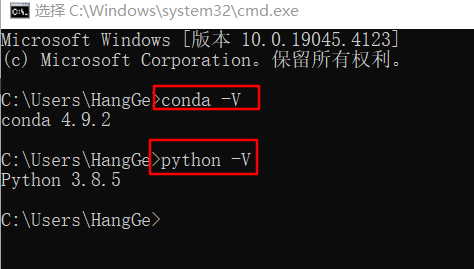 选择 C:\Windows\system32\cmd.exe
Microsoft Windows [版本 10.0.19045.4123]
(c) Microsoft Corporation。保留所有权利。
C:\Users\HangGe>conda -V
conda 4.9.2
C:\Users\HangGe>python -V
Python 3.8.5
C:\Users\HangGe>